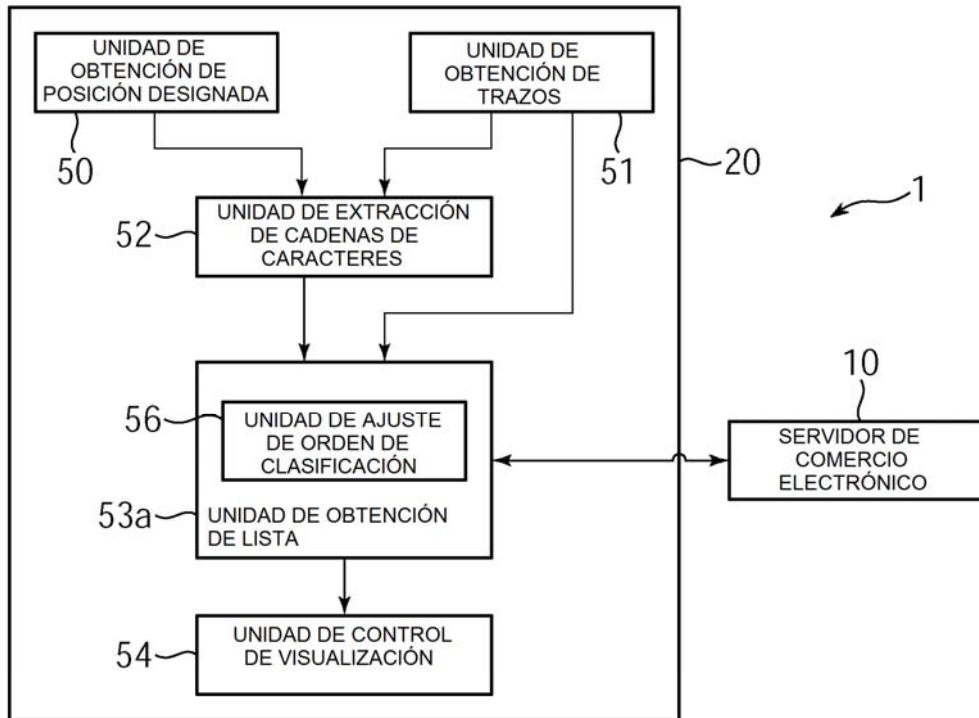 UNIDAD DE
OBTENCIÓN DE
POSICIÓN DESIGNADA
UNIDAD DE
OBTENCIÓN DE
TRAZOS
50
51
20
1
52
UNIDAD DE EXTRACCIÓN
DE CADENAS DE
CARACTERES
56
UNIDAD DE AJUSTE
DE ORDEN DE
CLASIFICACIÓN
10
SERVIDOR DE
COMERCIO
ELECTRÓNICO
53a
UNIDAD DE OBTENCIÓN
DE LISTA
54
UNIDAD DE CONTROL
DE VISUALIZACIÓN